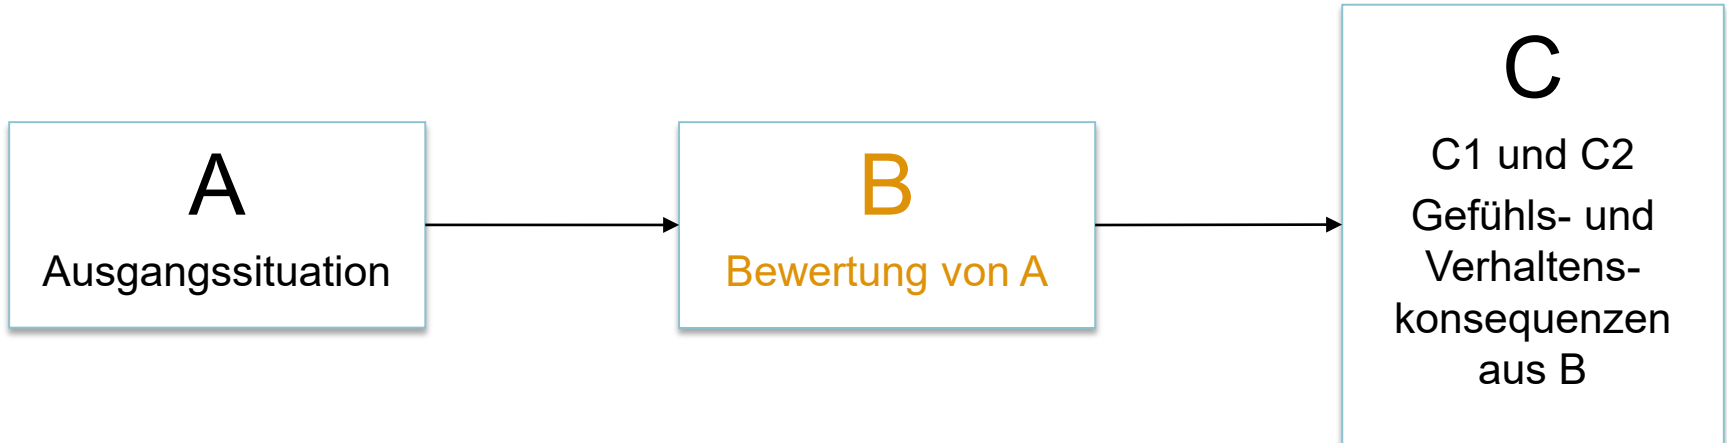 A
Ausgangssituation
B
Bewertung von A
C
C1 und C2
Gefühls- und
Verhaltens-
konsequenzen
aus B